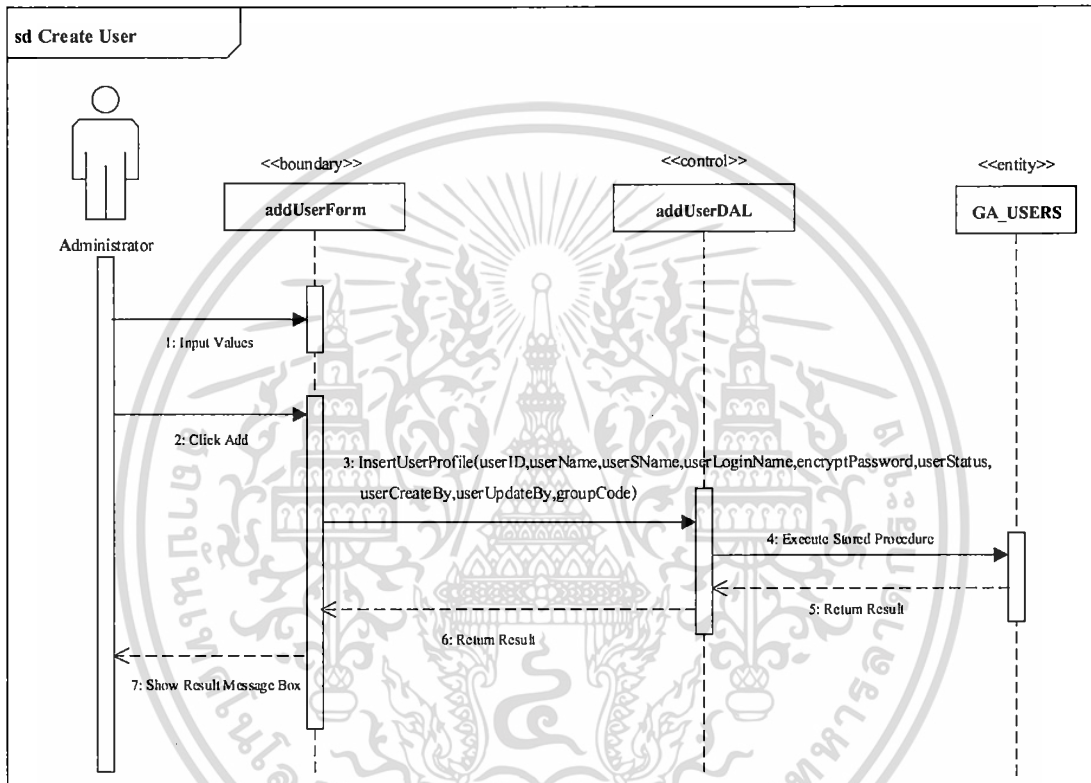 sd Create User
<<boundary>>
<<control>>
<<entity>>
addUserForm
addUserDAL
GA_USERS
Administrator
1: Input Values
2: Click Add
3: InsertUserProfile(userID,userName,userSName,userLoginName,encryptPassword,userStatus,
userCreateBy,userUpdateBy,groupCode)
4: Execute Stored Procedure
5: Return Result
6: Return Result
7: Show Result Message Box